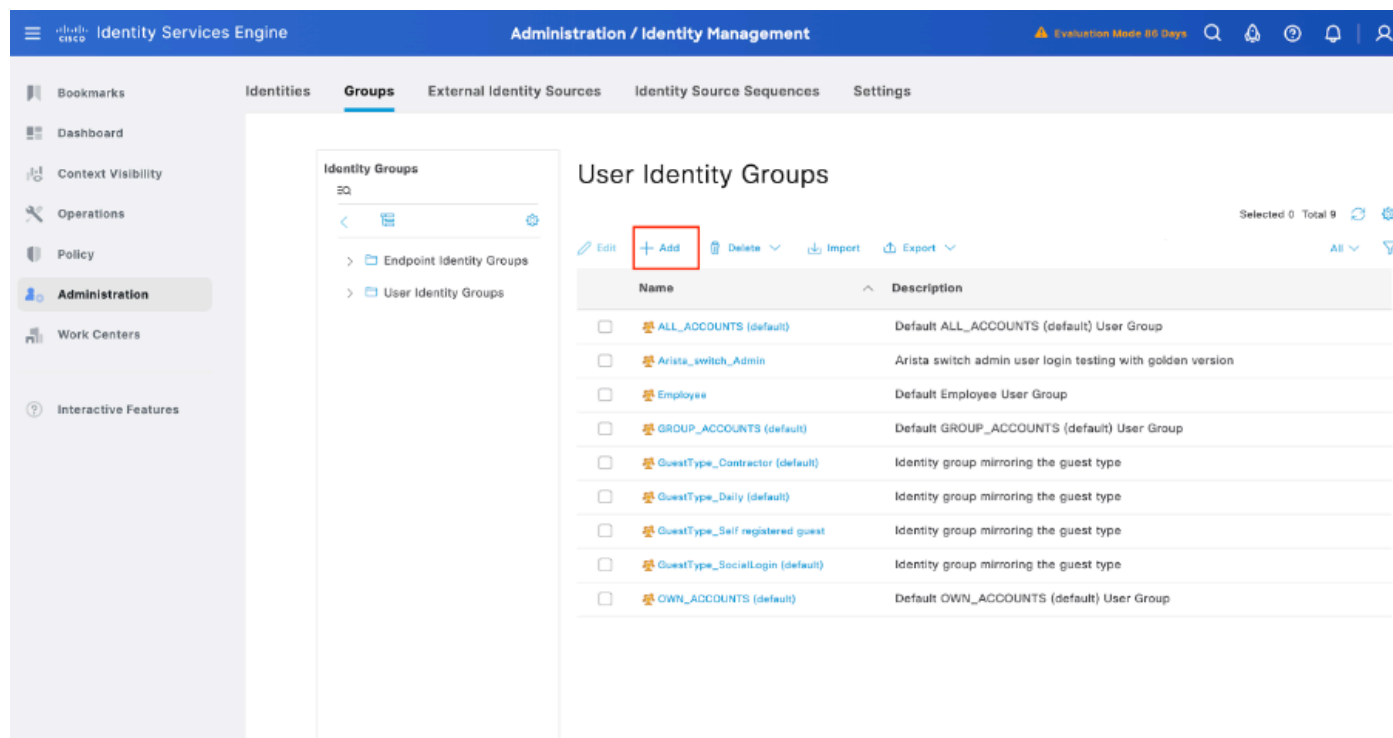 cisco Identity Services Engine
Administration / Identity Management
Evaluation Mode 86 Days
Bookmarks
Dashboard
Context Visibility
Operations
Policy
Administration
Work Centers
Interactive Features
Identities Groups External Identity Sources Identity Source Sequences Settings
Identity Groups
EQ
Endpoint Identity Groups
User Identity Groups
User Identity Groups
Selected 0 Total 9
Edit Add Delete Import Export All
Name Description
ALL_ACCOUNTS (default) Default ALL_ACCOUNTS (default) User Group
Arista_switch_Admin Arista switch admin user login testing with golden version
Employee Default Employee User Group
GROUP_ACCOUNTS (default) Default GROUP_ACCOUNTS (default) User Group
GuestType_Contractor (default) Identity group mirroring the guest type
GuestType_Daily (default) Identity group mirroring the guest type
GuestType_Self registered guest Identity group mirroring the guest type
GuestType_SocialLogin (default) Identity group mirroring the guest type
OWN_ACCOUNTS (default) Default OWN_ACCOUNTS (default) User Group